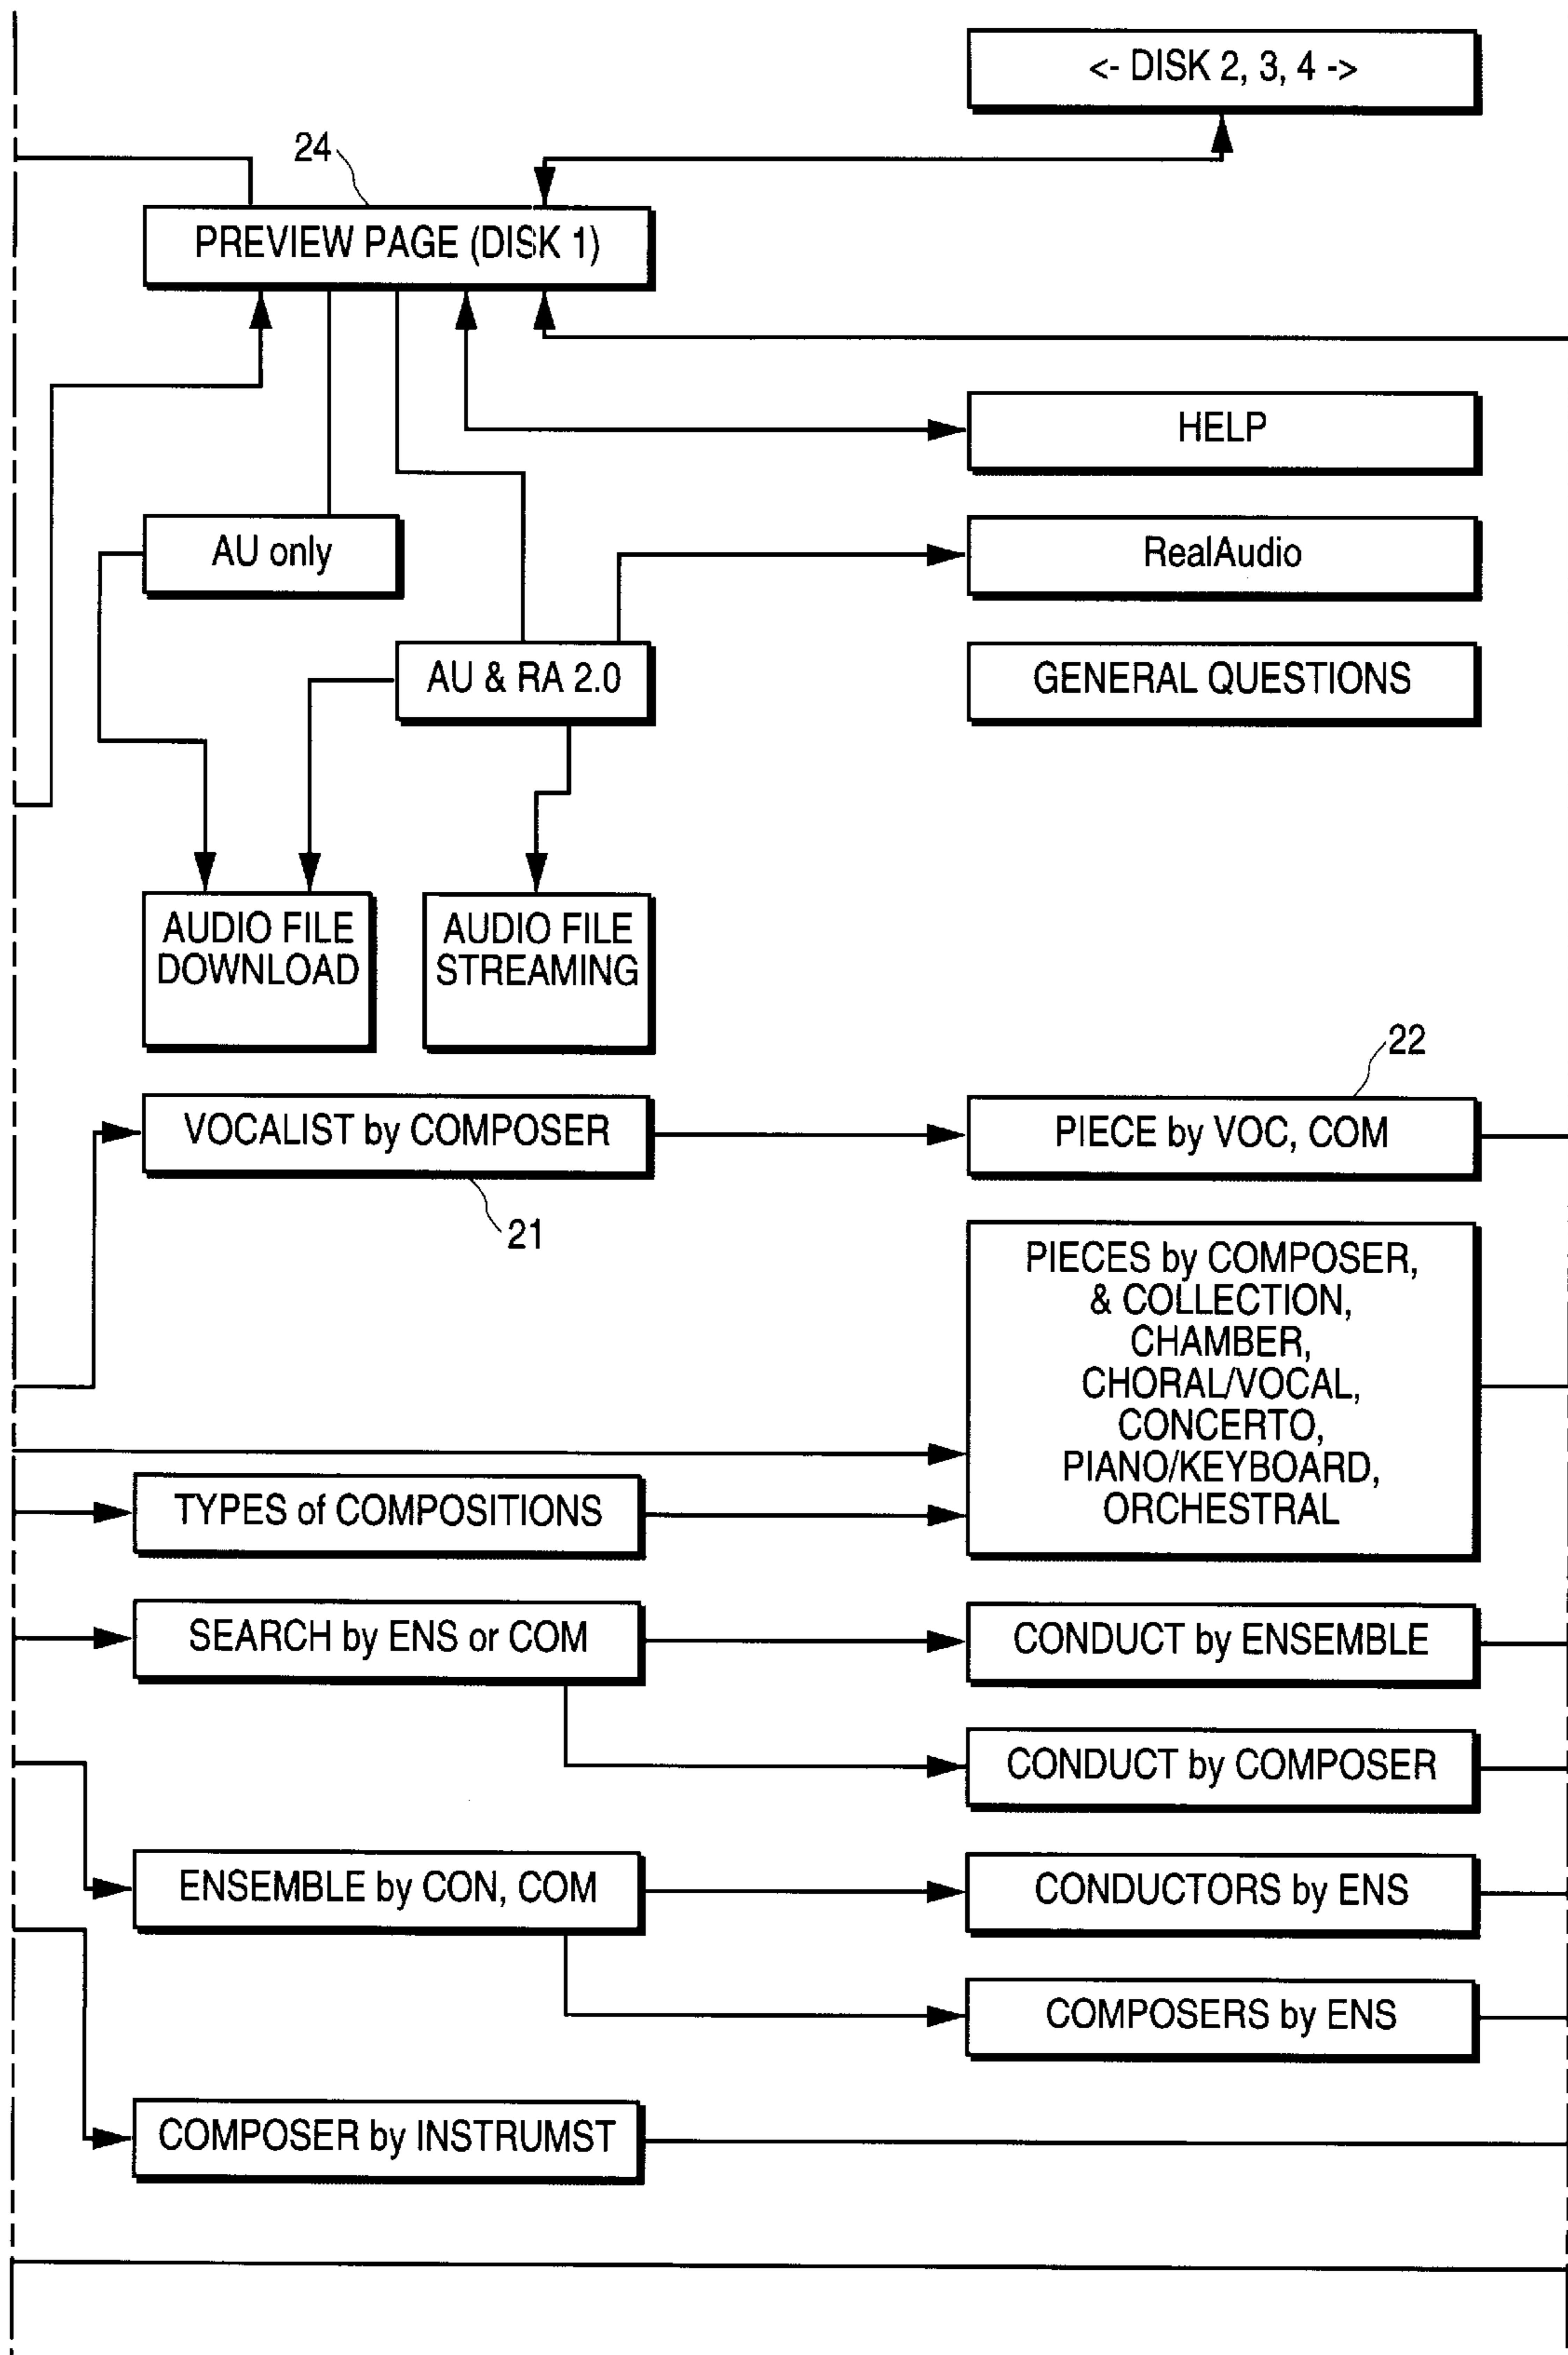 <- DISK 2, 3, 4 ->
24
PREVIEW PAGE (DISK 1)
HELP
AU only
RealAudio
AU & RA 2.0
GENERAL QUESTIONS
AUDIO FILE
DOWNLOAD
AUDIO FILE
STREAMING
22
VOCALIST by COMPOSER
PIECE by VOC, COM
21
PIECES by COMPOSER,
& COLLECTION,
CHAMBER,
CHORAL/VOCAL,
CONCERTO,
PIANO/KEYBOARD,
ORCHESTRAL
TYPES of COMPOSITIONS
SEARCH by ENS or COM
CONDUCT by ENSEMBLE
CONDUCT by COMPOSER
ENSEMBLE by CON, COM
CONDUCTORS by ENS
COMPOSERS by ENS
COMPOSER by INSTRUMST